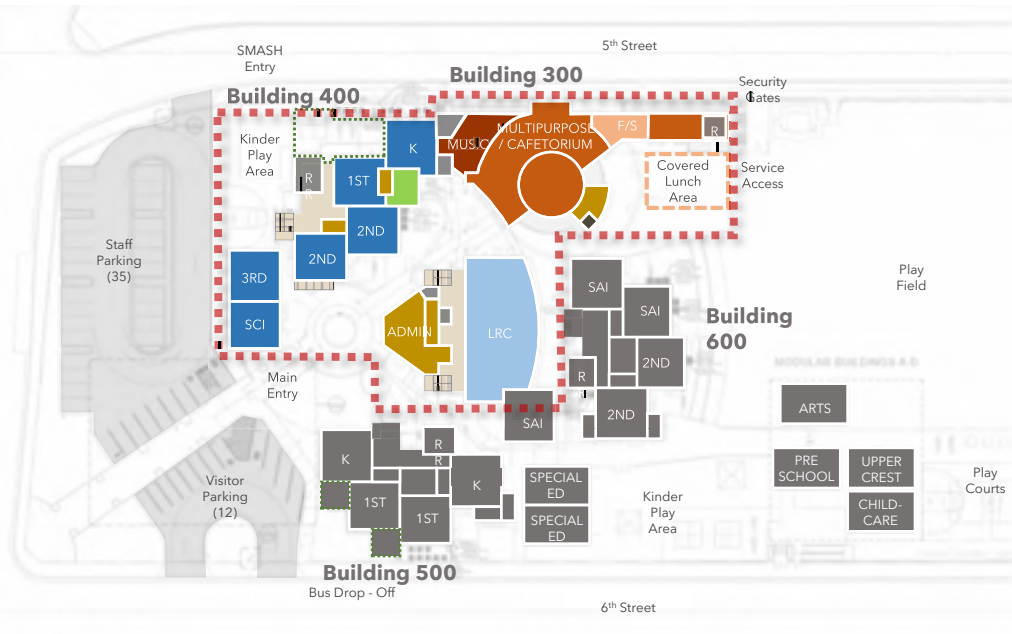 5th Street
SMASH
Entry
Building 300
Security
Gates
Building 400
Kinder
Play
Area
K
MUSIC
MULTIPURPOSE
/ CAFETORIUM
F/S
R
R
1ST
Covered
Lunch
Area
Service
Access
2ND
2ND
Staff
Parking
(35)
3RD
SAI
Play
Field
SCI
ADMIN
LRC
SAI
Building
600
2ND
MODULAR BUILDINGS A-D
Main
Entry
R
ARTS
2ND
SAI
R
R
K
PRE
SCHOOL
UPPER
CREST
Visitor
Parking
(12)
K
SPECIAL
ED
Play
Courts
1ST
1ST
SPECIAL
ED
Kinder
Play
Area
CHILD-
CARE
Building 500
Bus Drop - Off
6th Street